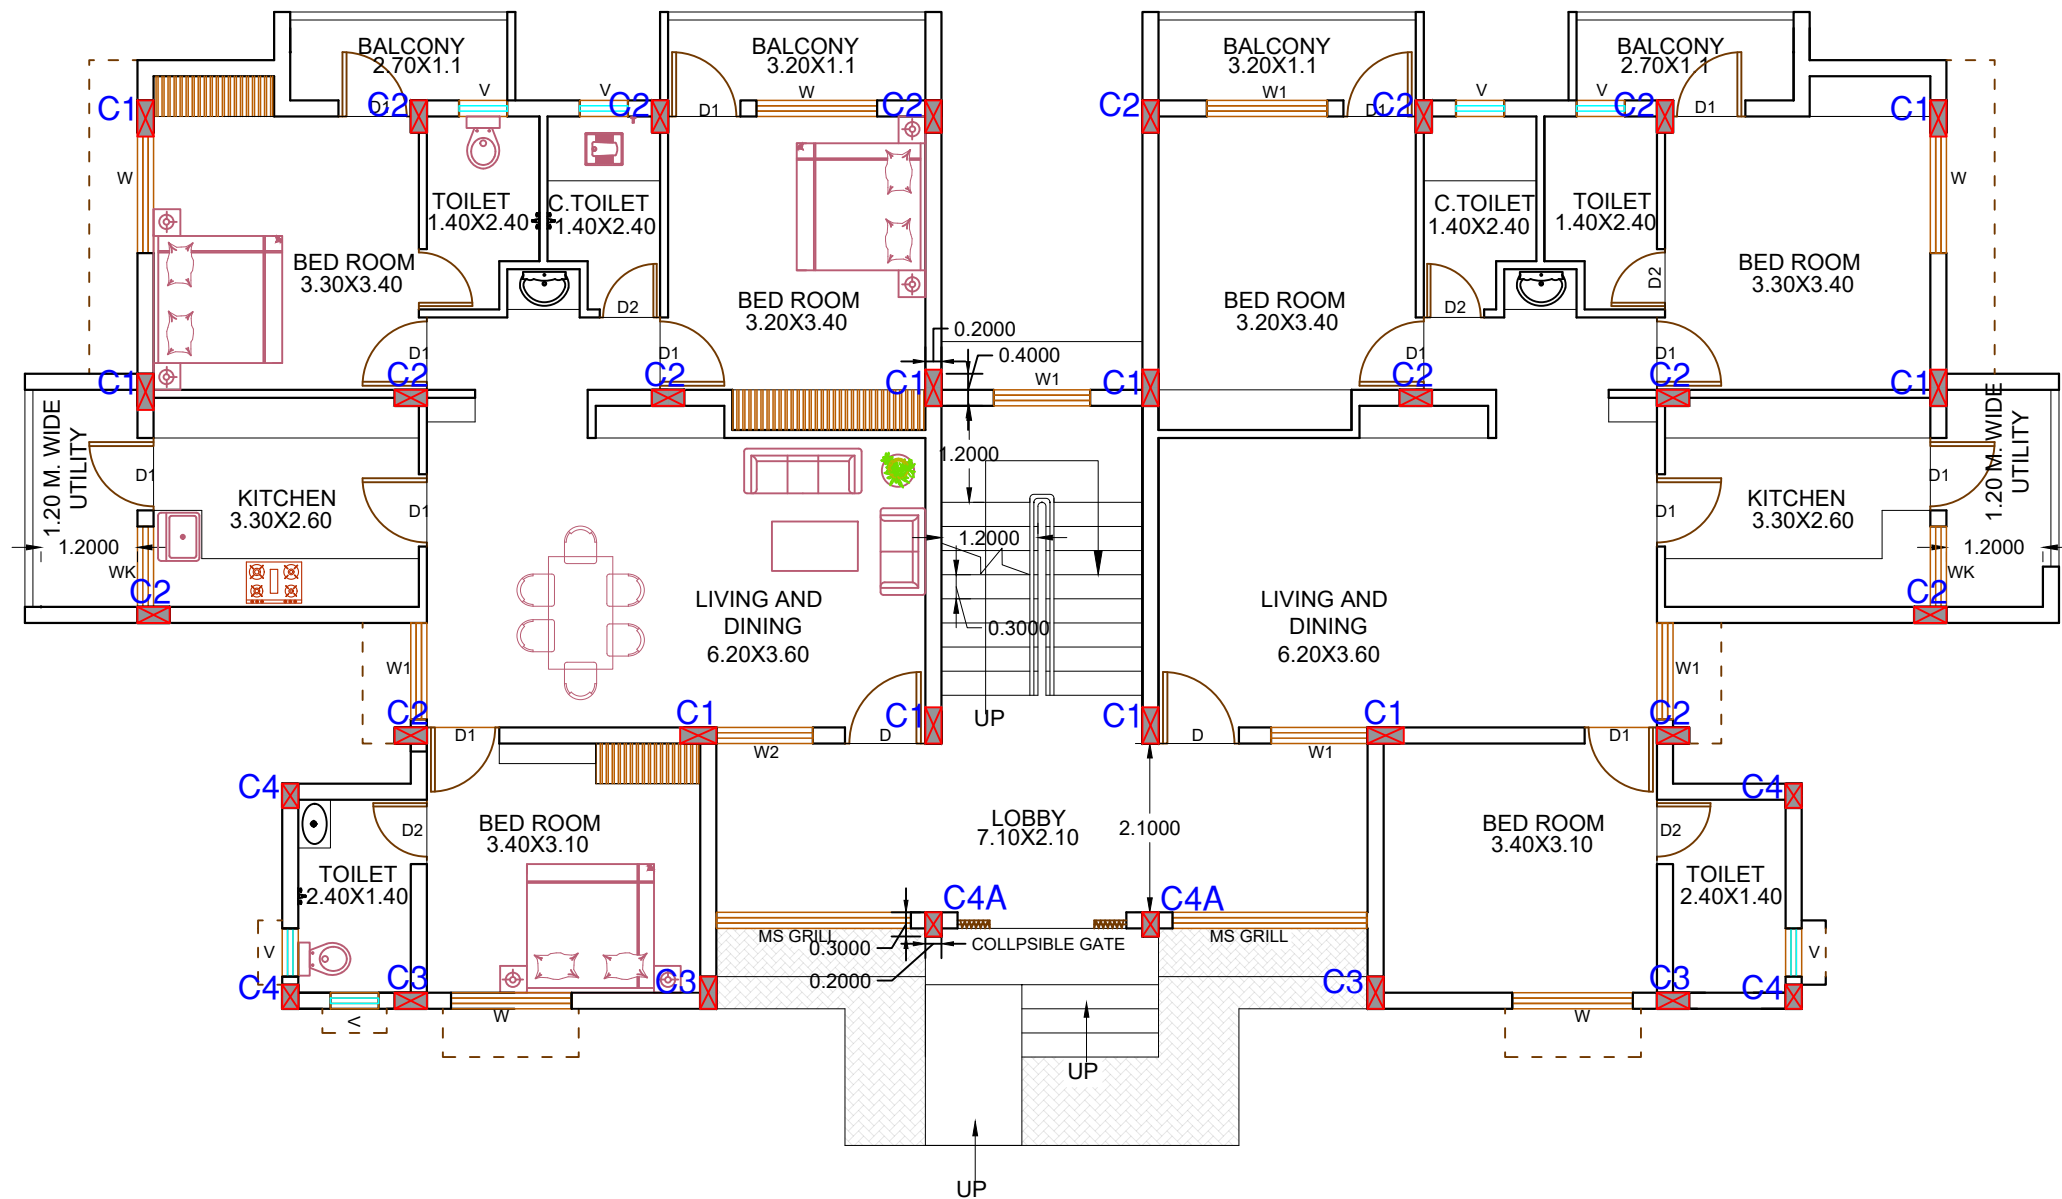 BALCONY
2.70X1.1
BALCONY
3.20X1.1
BALCONY
3.20X1.1
BALCONY
2.70X1.1
C1
D1
C2
V
V
C2
D1
W
C2
C2
W1
D1
C2
V
V
C2
D1
C1
W
TOILET
1.40X2.40
C.TOILET
1.40X2.40
C.TOILET
1.40X2.40
TOILET
1.40X2.40
W
BED ROOM
3.30X3.40
BED ROOM
3.20X3.40
BED ROOM
3.20X3.40
BED ROOM
3.30X3.40
D2
D2
D2
0.2000
0.4000
C1
D1
C2
C2
D1
C1
W1
C1
D1
C2
C2
D1
C1
1.20 M. WIDE
UTILITY
D1
KITCHEN
3.30X2.60
D1
1.2000
WK
C2
1.2000
1.2000
0.3000
LIVING AND
DINING
6.20X3.60
LIVING AND
DINING
6.20X3.60
D1
KITCHEN
3.30X2.60
D1
1.20 M. WIDE
UTILITY
1.2000
WK
C2
W1
W1
C2
D1
C1
W2
D
C1
UP
C1
D
W1
C1
D1
C2
C4
D2
BED ROOM
3.40X3.10
LOBBY
7.10X2.10
2.1000
BED ROOM
3.40X3.10
D2
C4
TOILET
2.40X1.40
TOILET
2.40X1.40
C4A
C4A
MS GRILL
0.3000
COLLPSIBLE GATE
MS GRILL
0.2000
V
V
C4
C3
C3
C3
C3
C4
V
W
W
UP
UP